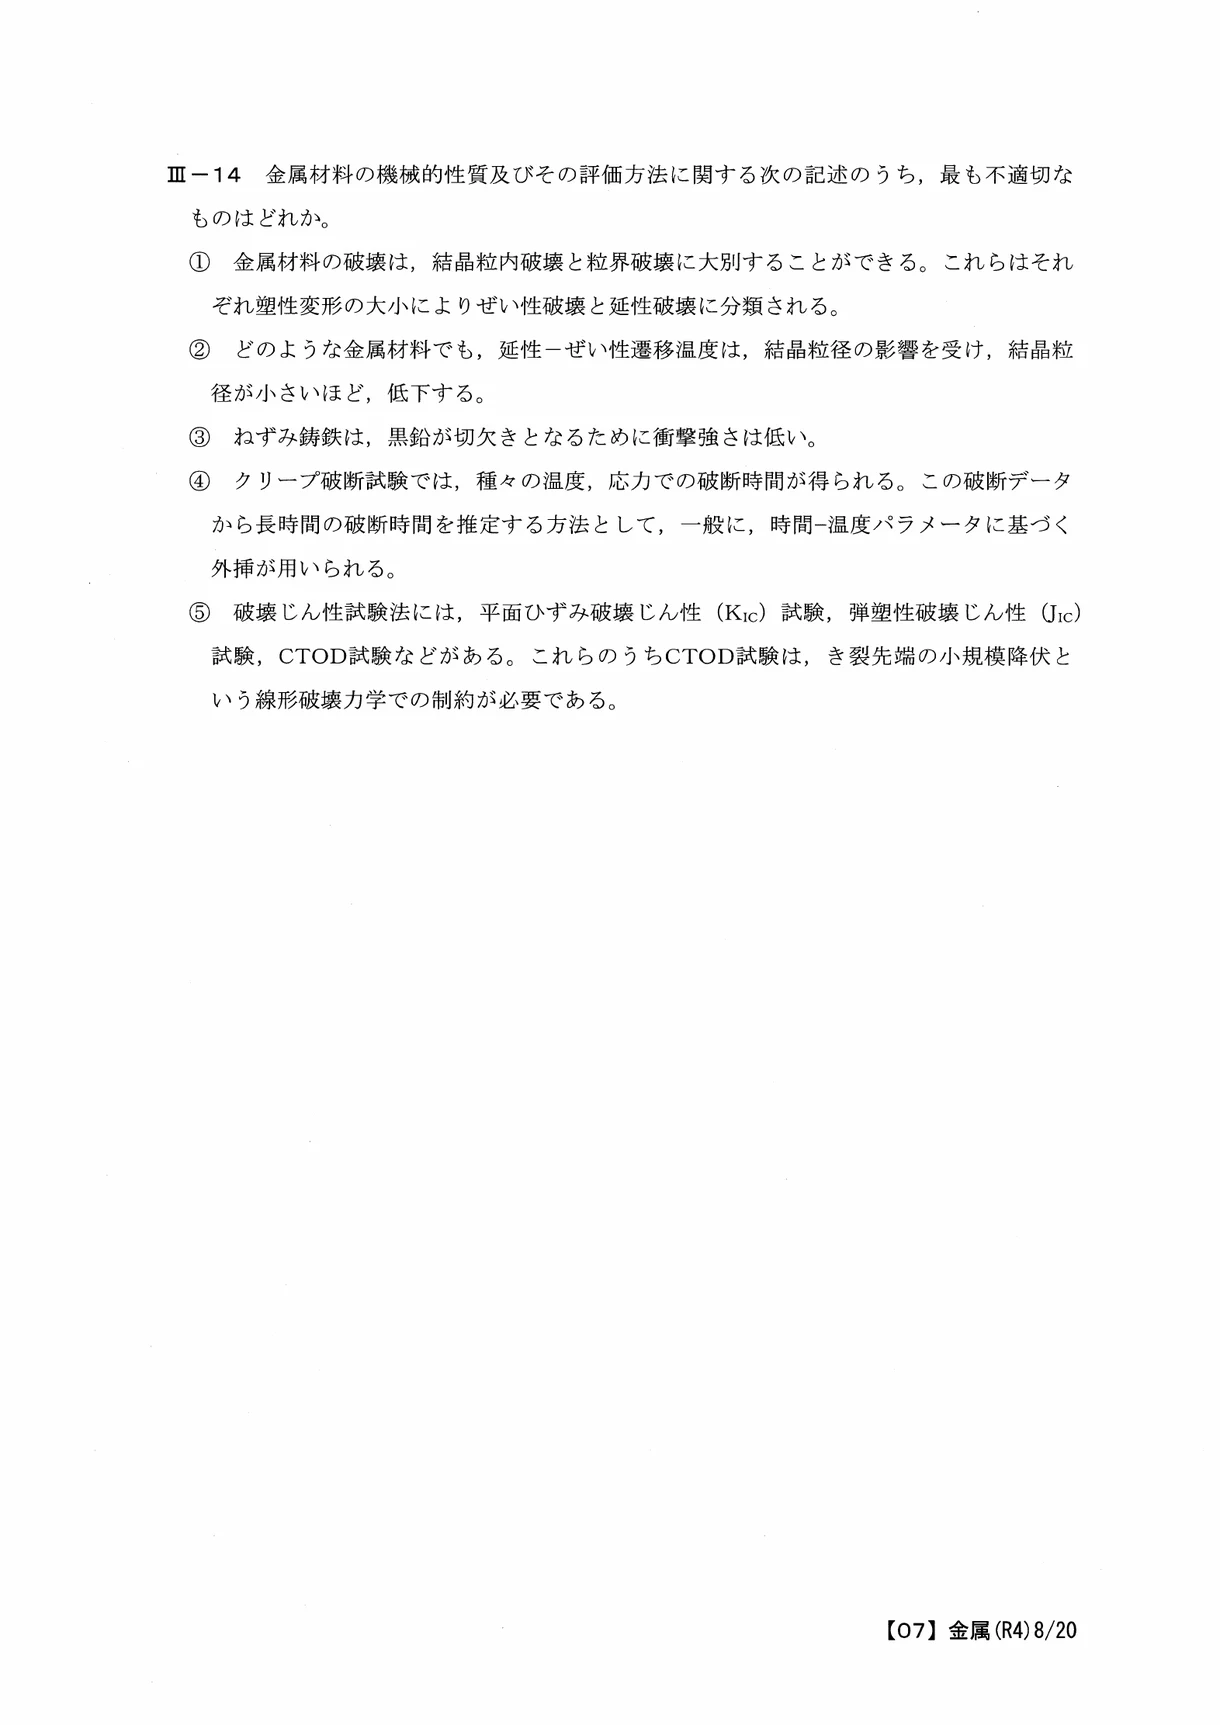 Ⅲ－14　金属材料の機械的性質及びその評価方法に関する次の記述のうち，最も不適切な
ものはどれか。
①　金属材料の破壊は，結晶粒内破壊と粒界破壊に大別することができる。これらはそれ
ぞれ塑性変形の大小によりぜい性破壊と延性破壊に分類される。
②　どのような金属材料でも，延性－ぜい性遷移温度は，結晶粒径の影響を受け，結晶粒
径が小さいほど，低下する。
③　ねずみ鋳鉄は，黒鉛が切欠きとなるために衝撃強さは低い。
④　クリープ破断試験では，種々の温度，応力での破断時間が得られる。この破断データ
から長時間の破断時間を推定する方法として，一般に，時間−温度パラメータに基づく
外挿が用いられる。
⑤　破壊じん性試験法には，平面ひずみ破壊じん性（KIC）試験，弾塑性破壊じん性（JIC）
試験，CTOD試験などがある。これらのうちCTOD試験は，き裂先端の小規模降伏と
いう線形破壊力学での制約が必要である。
【07】金属(R4)8/20